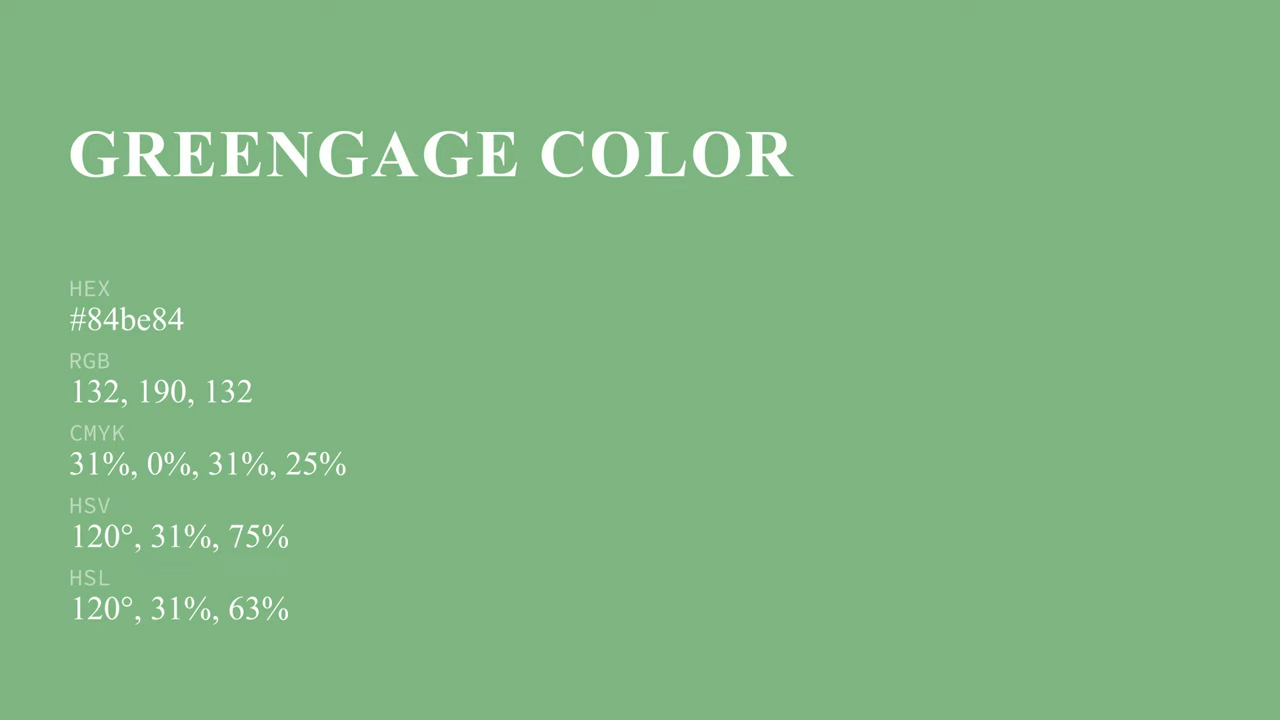 GREENGAGE COLOR
HEX
#84be84
RGB
132, 190, 132
CMYK
31%, 0%, 31%, 25%
HSV
120°, 31%, 75%
HSL
120°, 31%, 63%